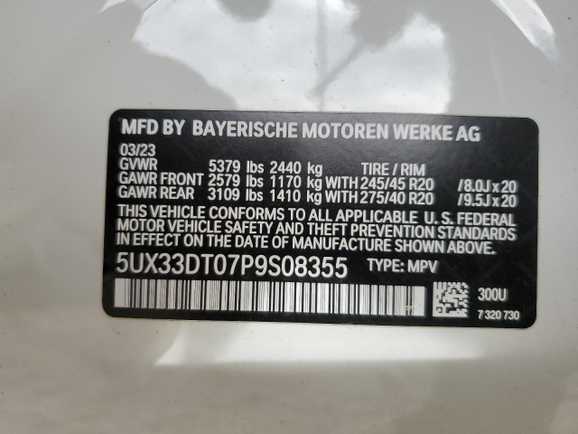 MFD BY BAYERISCHE MOTOREN WERKE AG
03/23
GVWR 5379 lbs 2440 kg TIRE / RIM
GAWR FRONT 2579 lbs 1170 kg WITH 245/45 R20 /8.0J x 20
GAWR REAR 3109 lbs 1410 kg WITH 275/40 R20 /9.5J x 20
THIS VEHICLE CONFORMS TO ALL APPLICABLE U. S. FEDERAL
MOTOR VEHICLE SAFETY AND THEFT PREVENTION STANDARDS
IN EFFECT ON THE DATE OF MANUFACTURE SHOWN ABOVE.
5UX33DT07P9S08355 TYPE: MPV
300U
7 320 730